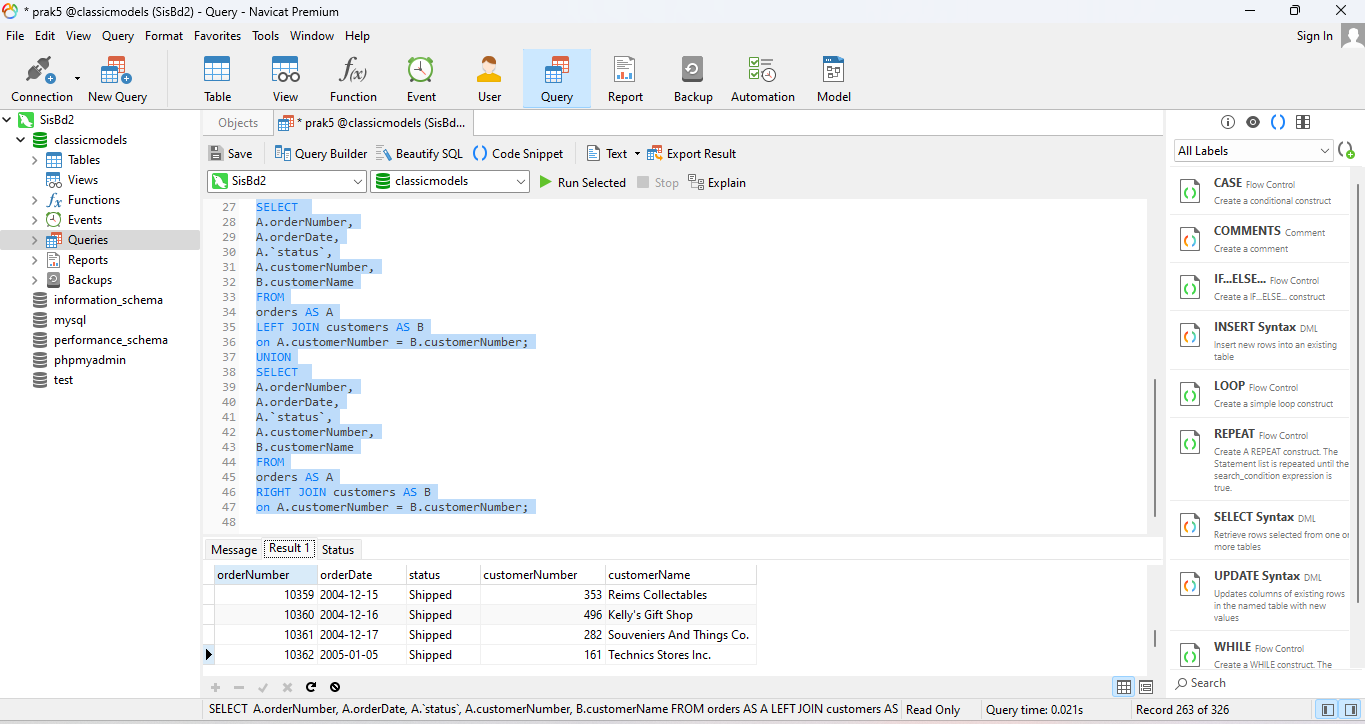 * prak5 @classicmodels (SisBd2) - Query - Navicat Premium
File Edit View Query Format Favorites Tools Window Help
Sign In
Connection
New Query
Table
View
f(x)
Function
Event
User
Query
Report
Backup
Automation
Model
SisBd2
classicmodels
Tables
Views
fx Functions
Events
Queries
Reports
Backups
information_schema
mysql
performance_schema
phpmyadmin
test
Objects
* prak5 @classicmodels (SisBd...
Save
Query Builder
Beautify SQL
Code Snippet
Text
Export Result
SisBd2
classicmodels
Run Selected
Stop
Explain
27 SELECT
28 A.orderNumber,
29 A.orderDate,
30 A.`status`,
31 A.customerNumber,
32 B.customerName
33 FROM
34 orders AS A
35 LEFT JOIN customers AS B
36 on A.customerNumber = B.customerNumber;
37 UNION
38 SELECT
39 A.orderNumber,
40 A.orderDate,
41 A.`status`,
42 A.customerNumber,
43 B.customerName
44 FROM
45 orders AS A
46 RIGHT JOIN customers AS B
47 on A.customerNumber = B.customerNumber;
48
Message Result 1 Status
orderNumber orderDate status customerNumber customerName
10359 2004-12-15 Shipped 353 Reims Collectables
10360 2004-12-16 Shipped 496 Kelly's Gift Shop
10361 2004-12-17 Shipped 282 Souveniers And Things Co.
10362 2005-01-05 Shipped 161 Technics Stores Inc.
All Labels
CASE Flow Control
Create a conditional construct
COMMENTS Comment
Create a comment
IF...ELSE... Flow Control
Create a IF...ELSE... construct
INSERT Syntax DML
Insert new rows into an existing
table
LOOP Flow Control
Create a simple loop construct
REPEAT Flow Control
Create A REPEAT construct. The
Statement list is repeated until the
search_condition expression is
true.
SELECT Syntax DML
Retrieve rows selected from one or
more tables
UPDATE Syntax DML
Updates columns of existing rows
in the named table with new
values
WHILE Flow Control
Create a WHILE construct. The
Search
SELECT A.orderNumber, A.orderDate, A.`status`, A.customerNumber, B.customerName FROM orders AS A LEFT JOIN customers AS
Read Only
Query time: 0.021s
Record 263 of 326